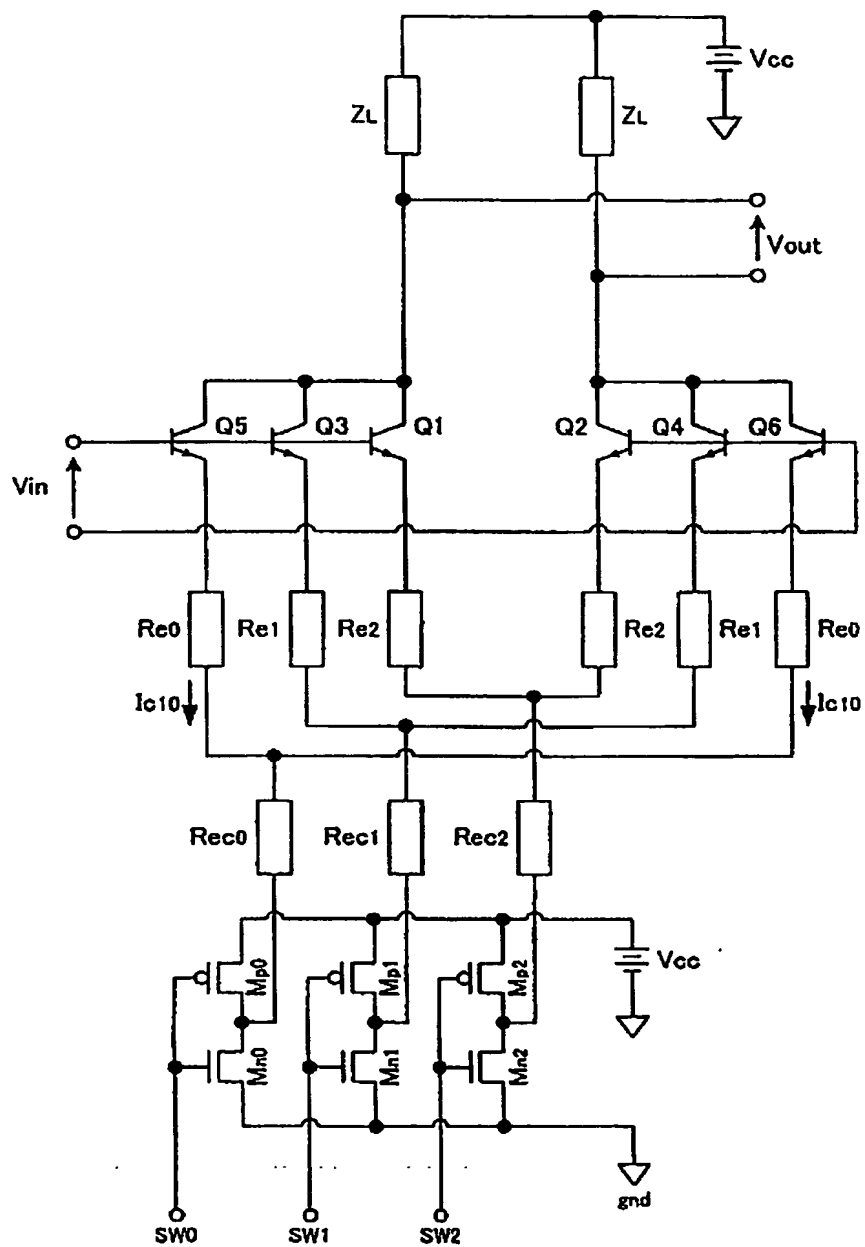 Vcc
ZL ZL
Vout
Q5 Q3 Q1 Q2 Q4 Q6
Vin
Re0 Re1 Re2 Re2 Re1 Re0
Ic10 Ic10
Rec0 Rec1 Rec2
Mp0 Mp1 Mp2 Vcc
Mn0 Mn1 Mn2
gnd
SW0 SW1 SW2